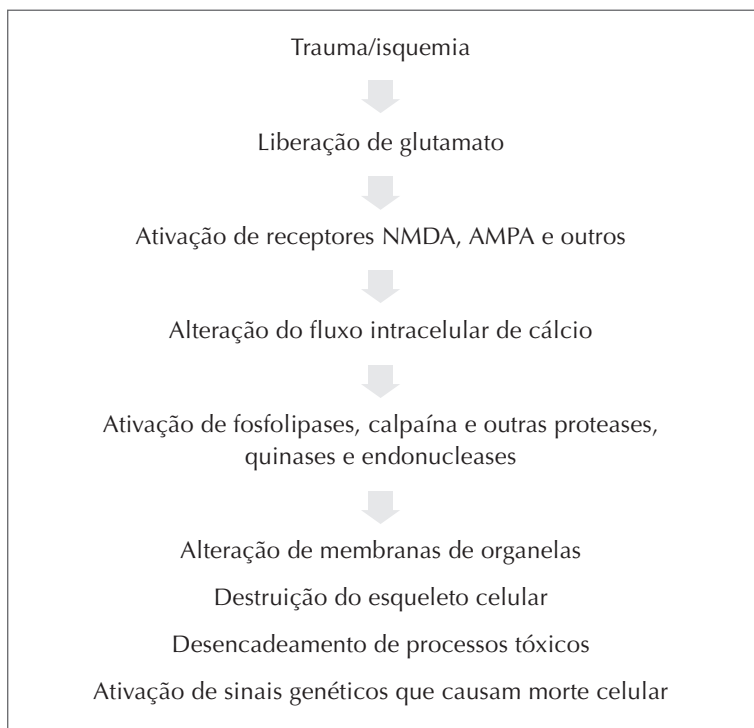 Trauma/isquemia
Liberação de glutamato
Ativação de receptores NMDA, AMPA e outros
Alteração do fluxo intracelular de cálcio
Ativação de fosfolipases, calpaína e outras proteases,
quinases e endonucleases
Alteração de membranas de organelas
Destruição do esqueleto celular
Desencadeamento de processos tóxicos
Ativação de sinais genéticos que causam morte celular